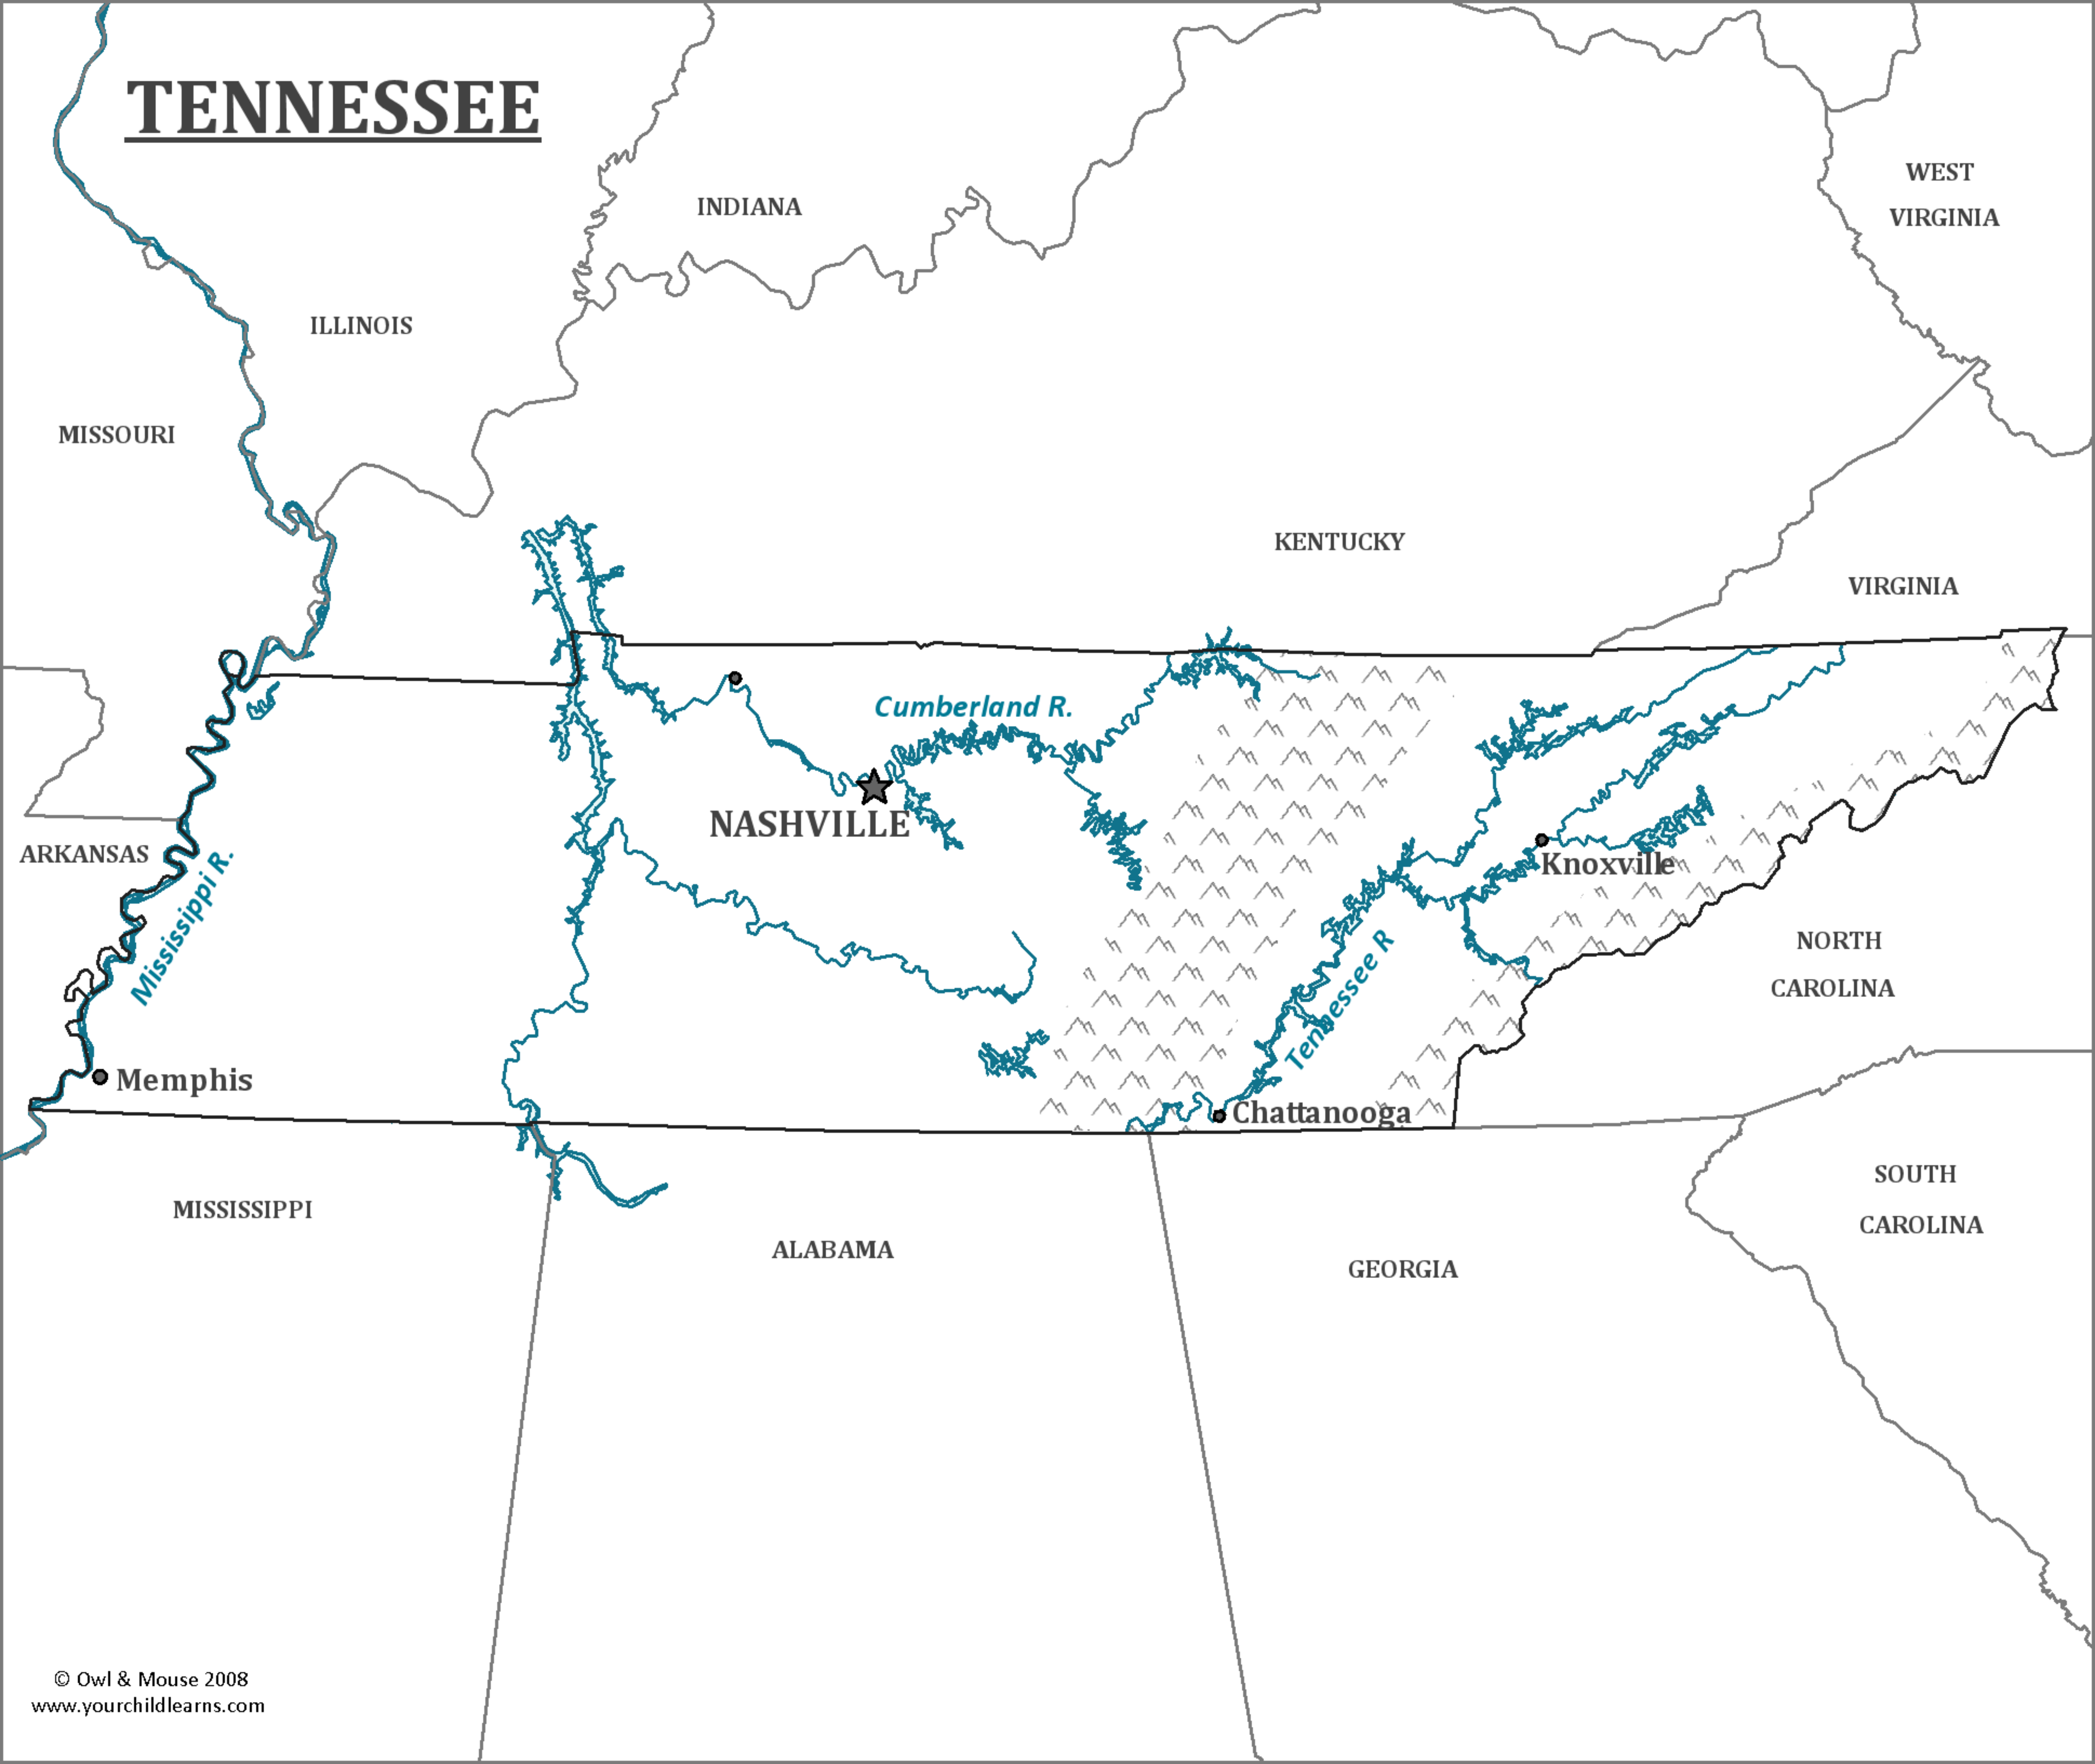 TENNESSEE
INDIANA
WEST
VIRGINIA
ILLINOIS
MISSOURI
KENTUCKY
VIRGINIA
Cumberland R.
NASHVILLE
ARKANSAS
Mississippi R.
Knoxville
Tennessee R
NORTH
CAROLINA
Memphis
Chattanooga
MISSISSIPPI
ALABAMA
GEORGIA
SOUTH
CAROLINA
© Owl & Mouse 2008
www.yourchildlearns.com